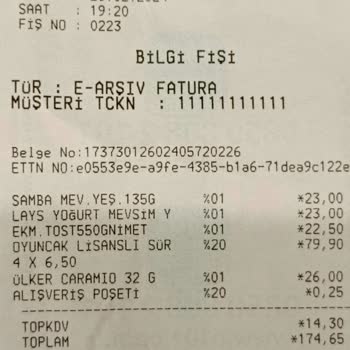 SAAT : 19:20
FİŞ NO : 0223
BİLGİ FİŞİ
TÜR : E-ARŞIV FATURA
MÜŞTERİ TCKN : 11111111111
Belge No:17373012602405720226
ETTN NO:e0553e9e-a9fe-4385-b1a6-71dea9c122e
SAMBA MEV.YEŞ.135G %01 *23,00
LAYS YOĞURT MEVSİM Y %01 *23,00
EKM.TOST550GNİMET %01 *22,50
OYUNCAK LİSANSLI SÜR %20 *79,90
4 X 6,50
ÜLKER CARAMIO 32 G %01 *26,00
ALIŞVERİŞ POŞETİ %20 *0,25
TOPKDV *14,30
TOPLAM *174,65